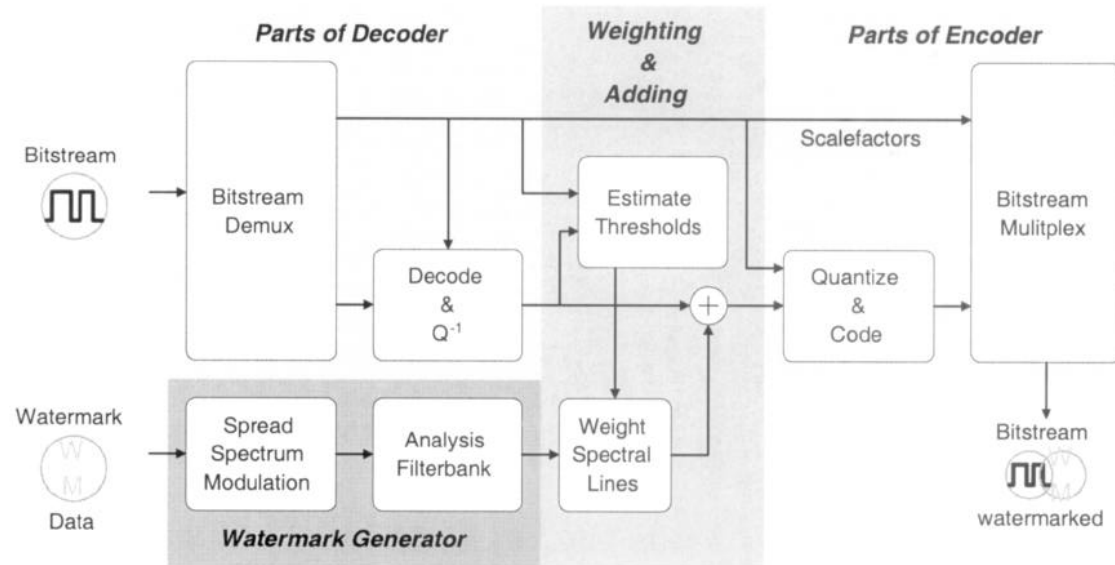 Parts of Decoder
Weighting
&
Adding
Parts of Encoder
Scalefactors
Bitstream
Bitstream
Demux
Estimate
Thresholds
Bitstream
Mulitplex
Decode
&
Q-1
+
Quantize
&
Code
Watermark
W
M
Data
Spread
Spectrum
Modulation
Analysis
Filterbank
Weight
Spectral
Lines
Bitstream
W
M
watermarked
Watermark Generator